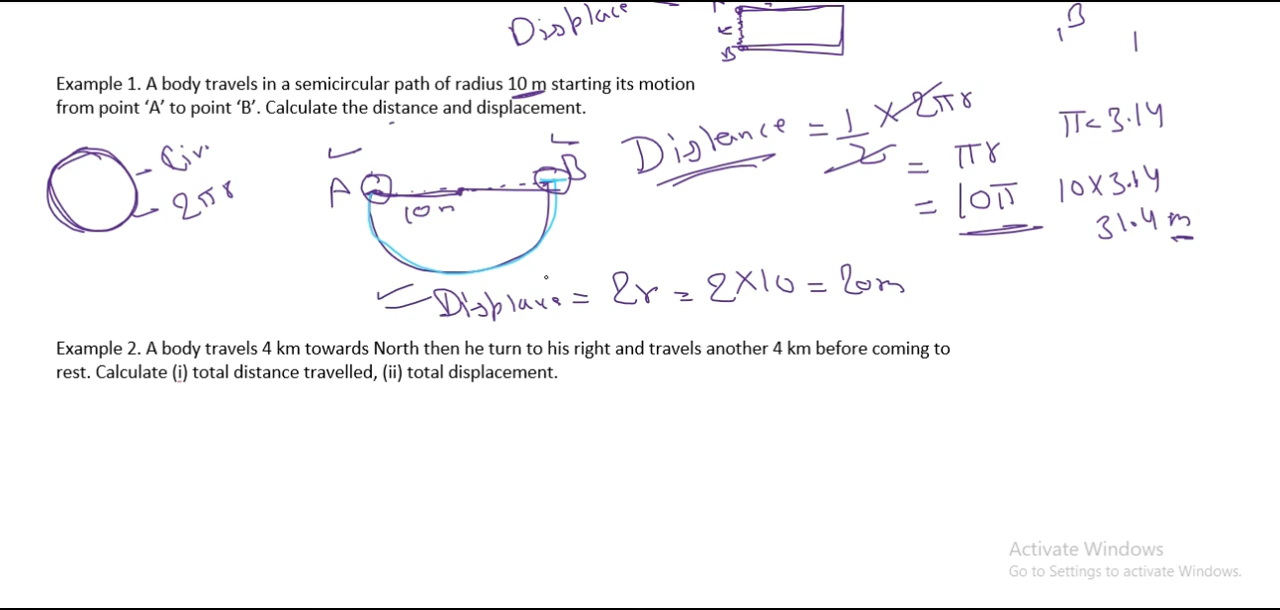 Displace
B
B
Example 1. A body travels in a semicircular path of radius 10 m starting its motion
from point ‘A’ to point ‘B’. Calculate the distance and displacement.
Cir.
2πr
A
B
10m
Distance = 1/2 × 2πr
= πr
= 10π
π = 3.14
10×3.14
31.4 m
= 2r = 2×10 = 20m
Example 2. A body travels 4 km towards North then he turn to his right and travels another 4 km before coming to
rest. Calculate (i) total distance travelled, (ii) total displacement.
Activate Windows
Go to Settings to activate Windows.